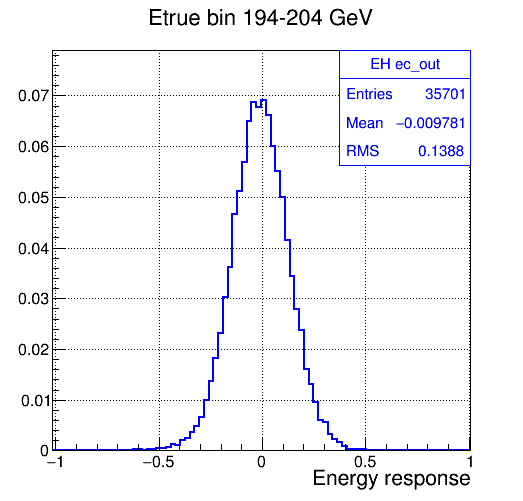 Etrue bin 194-204 GeV
EH ec_out
Entries 35701
Mean −0.009781
RMS 0.1388
0.07
0.06
0.05
0.04
0.03
0.02
0.01
0
−1 −0.5 0 0.5 1
Energy response